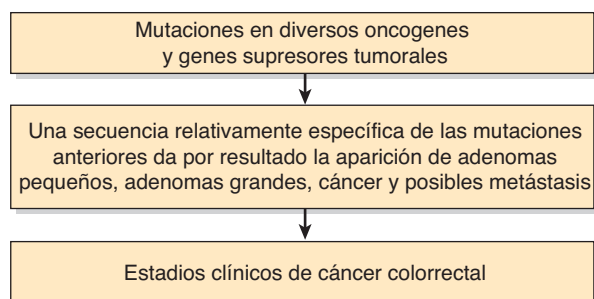 Mutaciones en diversos oncogenes
y genes supresores tumorales
Una secuencia relativamente específica de las mutaciones
anteriores da por resultado la aparición de adenomas
pequeños, adenomas grandes, cáncer y posibles metástasis
Estadios clínicos de cáncer colorrectal